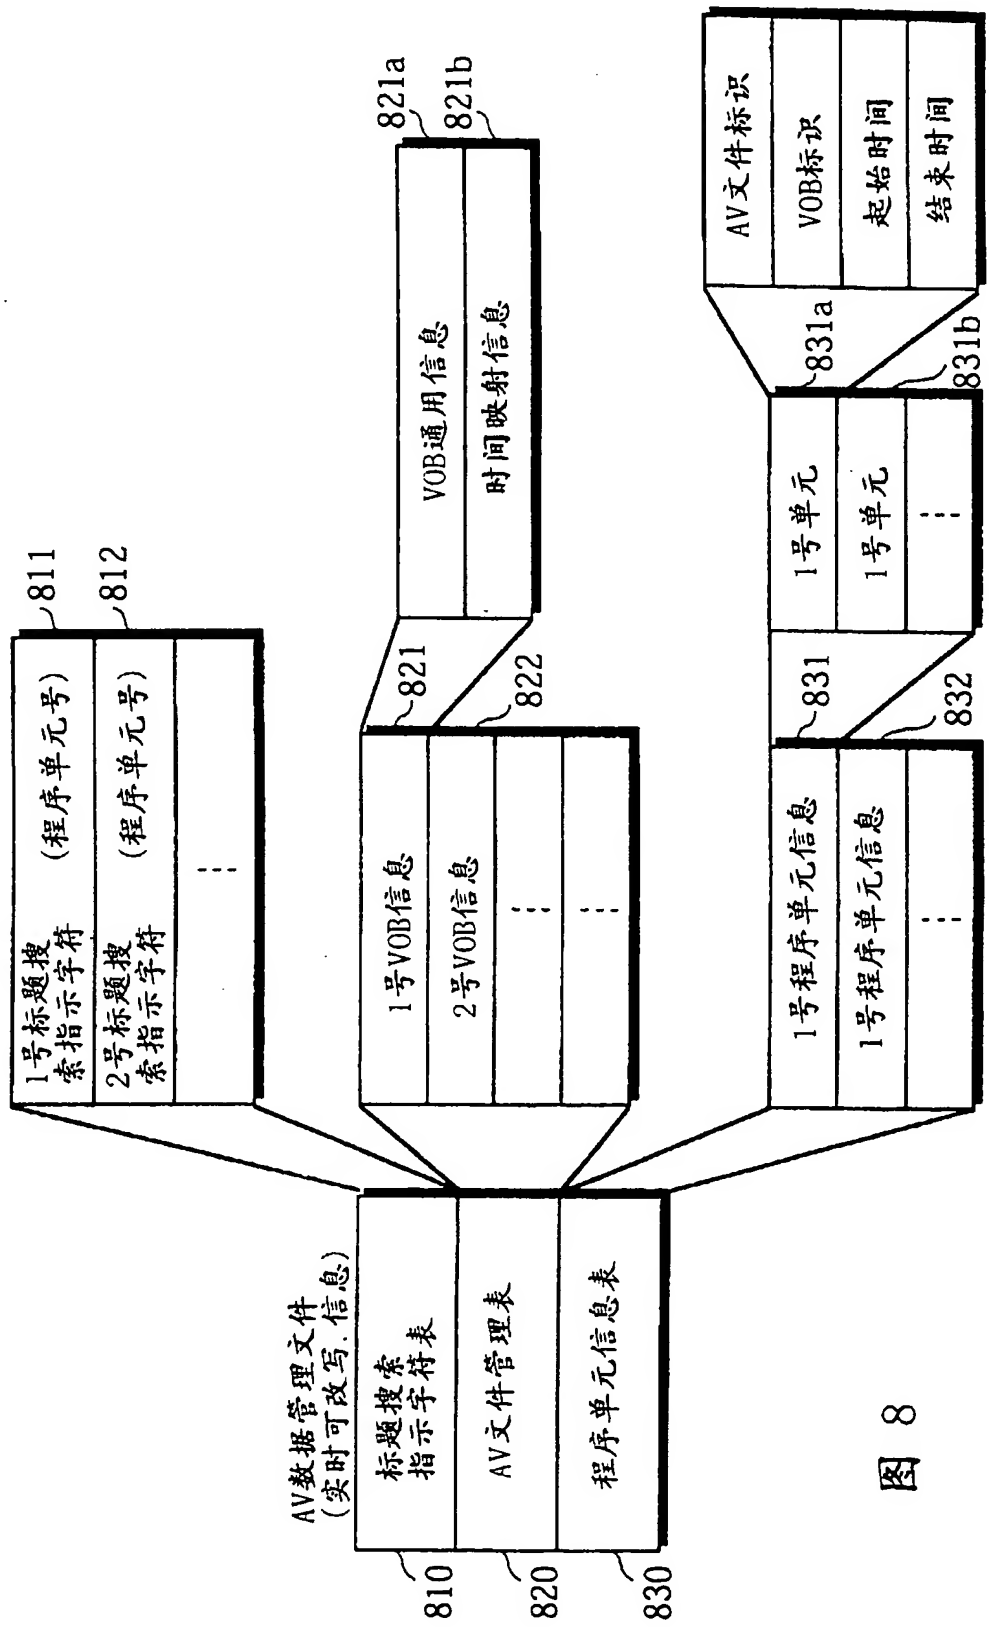 AV数据管理文件
(实时可改写.信息)
标题搜索
指示字符表
AV文件管理表
程序单元信息表
810
820
830
1号标题搜
索指示字符
(程序单元号)
2号标题搜
索指示字符
(程序单元号)
811
812
1号VOB信息
2号VOB信息
821
822
VOB通用信息
时间映射信息
821a
821b
1号程序单元信息
1号程序单元信息
831
832
1号单元
1号单元
831a
831b
AV文件标识
VOB标识
起始时间
结束时间
图 8